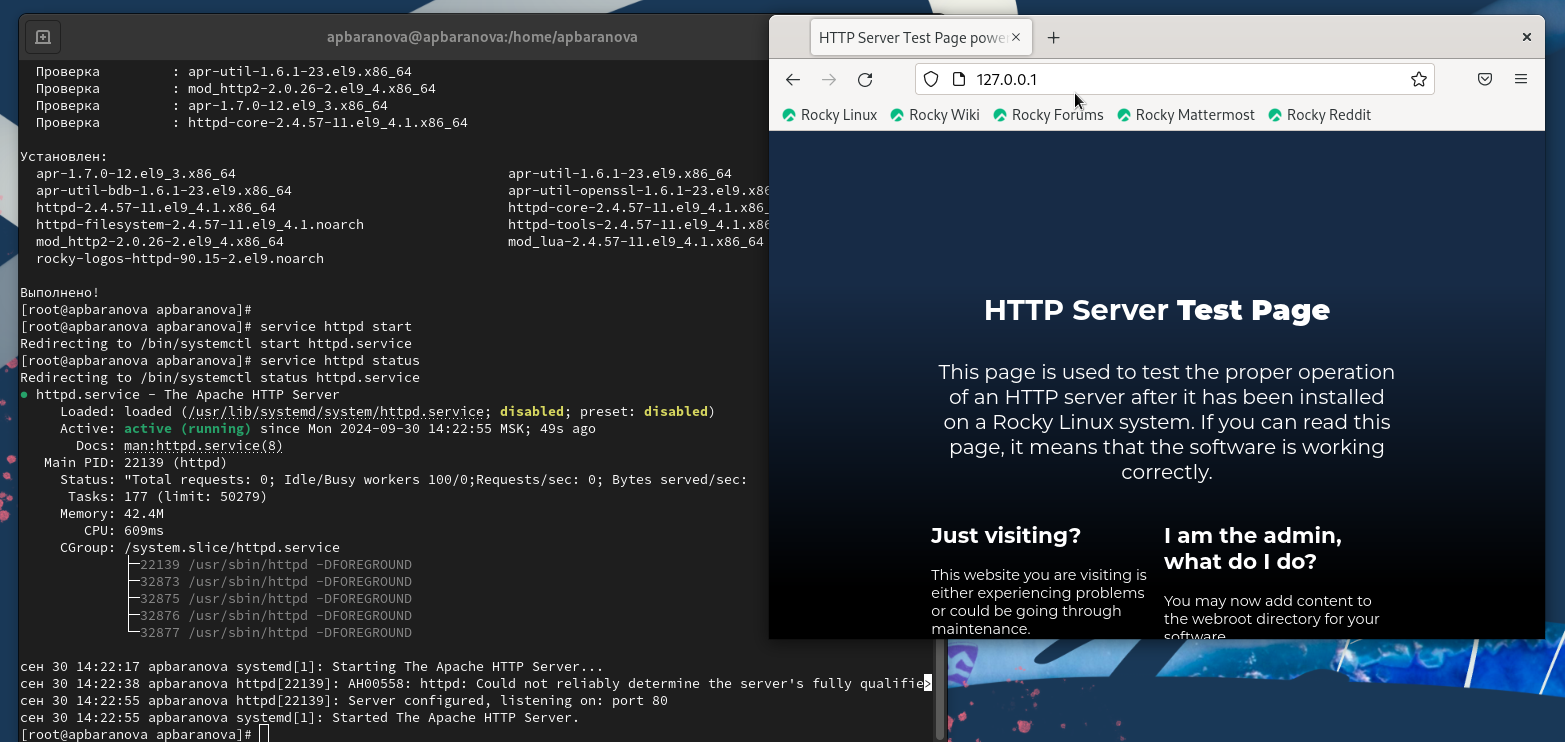 apbaranova@apbaranova:/home/apbaranova
Проверка : apr-util-1.6.1-23.el9.x86_64
Проверка : mod_http2-2.0.26-2.el9_4.x86_64
Проверка : apr-1.7.0-12.el9_3.x86_64
Проверка : httpd-core-2.4.57-11.el9_4.1.x86_64
Установлен:
apr-1.7.0-12.el9_3.x86_64 apr-util-1.6.1-23.el9.x86_64
apr-util-bdb-1.6.1-23.el9.x86_64 apr-util-openssl-1.6.1-23.el9.x86
httpd-2.4.57-11.el9_4.1.x86_64 httpd-core-2.4.57-11.el9_4.1.x86_
httpd-filesystem-2.4.57-11.el9_4.1.noarch httpd-tools-2.4.57-11.el9_4.1.x86
mod_http2-2.0.26-2.el9_4.x86_64 mod_lua-2.4.57-11.el9_4.1.x86_64
rocky-logos-httpd-90.15-2.el9.noarch
Выполнено!
[root@apbaranova apbaranova]#
[root@apbaranova apbaranova]# service httpd start
Redirecting to /bin/systemctl start httpd.service
[root@apbaranova apbaranova]# service httpd status
Redirecting to /bin/systemctl status httpd.service
● httpd.service - The Apache HTTP Server
Loaded: loaded (/usr/lib/systemd/system/httpd.service; disabled; preset: disabled)
Active: active (running) since Mon 2024-09-30 14:22:55 MSK; 49s ago
Docs: man:httpd.service(8)
Main PID: 22139 (httpd)
Status: "Total requests: 0; Idle/Busy workers 100/0;Requests/sec: 0; Bytes served/sec:
Tasks: 177 (limit: 50279)
Memory: 42.4M
CPU: 609ms
CGroup: /system.slice/httpd.service
├─22139 /usr/sbin/httpd -DFOREGROUND
├─32873 /usr/sbin/httpd -DFOREGROUND
├─32875 /usr/sbin/httpd -DFOREGROUND
├─32876 /usr/sbin/httpd -DFOREGROUND
└─32877 /usr/sbin/httpd -DFOREGROUND
сен 30 14:22:17 apbaranova systemd[1]: Starting The Apache HTTP Server...
сен 30 14:22:38 apbaranova httpd[22139]: AH00558: httpd: Could not reliably determine the server's fully qualifie>
сен 30 14:22:55 apbaranova httpd[22139]: Server configured, listening on: port 80
сен 30 14:22:55 apbaranova systemd[1]: Started The Apache HTTP Server.
[root@apbaranova apbaranova]#
HTTP Server Test Page powe
127.0.0.1
Rocky Linux Rocky Wiki Rocky Forums Rocky Mattermost Rocky Reddit
HTTP Server Test Page
This page is used to test the proper operation
of an HTTP server after it has been installed
on a Rocky Linux system. If you can read this
page, it means that the software is working
correctly.
Just visiting?
This website you are visiting is
either experiencing problems
or could be going through
maintenance.
I am the admin,
what do I do?
You may now add content to
the webroot directory for your
software.